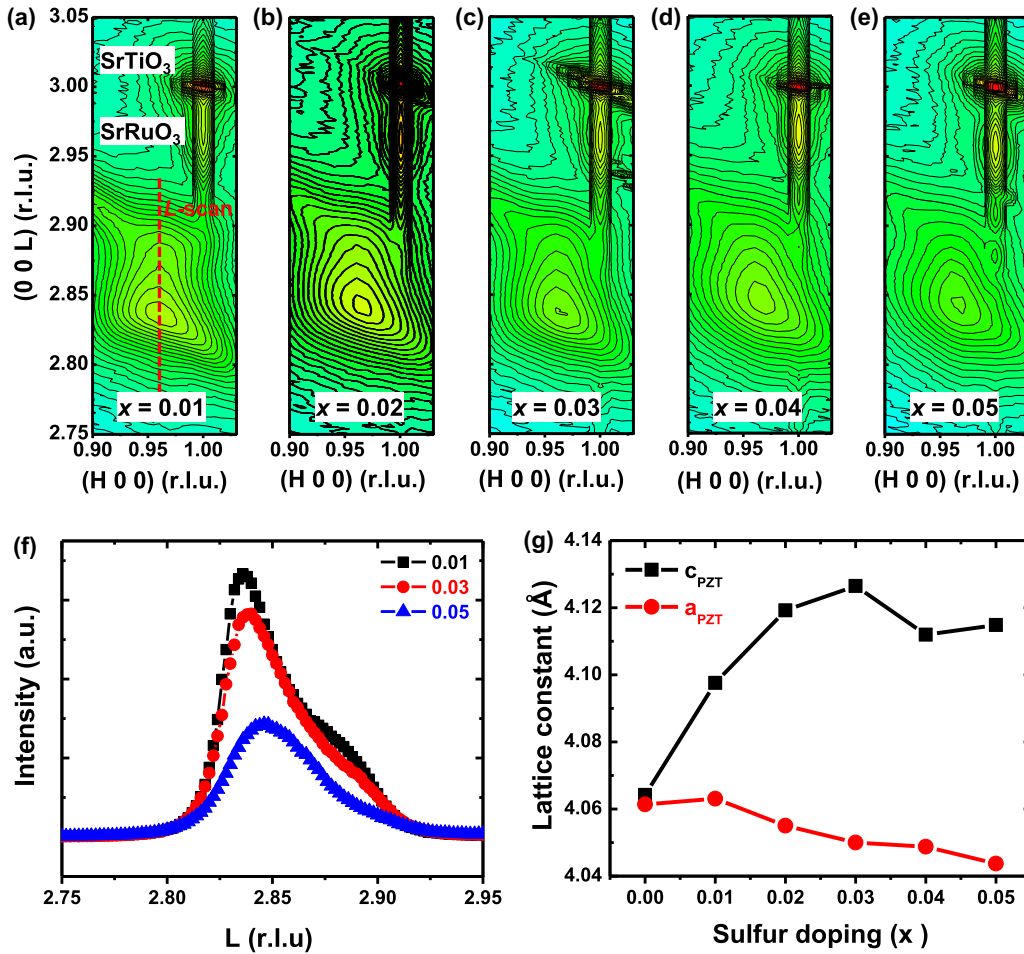 (a) (b) (c) (d) (e)
3.05
3.00
2.95
2.90
2.85
2.80
2.75
(0 0 L) (r.l.u.)
SrTiO3
SrRuO3
L-scan
x = 0.01 x = 0.02 x = 0.03 x = 0.04 x = 0.05
0.90 0.95 1.00 0.90 0.95 1.00 0.90 0.95 1.00 0.90 0.95 1.00 0.90 0.95 1.00
(H 0 0) (r.l.u.) (H 0 0) (r.l.u.) (H 0 0) (r.l.u.) (H 0 0) (r.l.u.) (H 0 0) (r.l.u.)
(f)
0.01
0.03
0.05
Intensity (a.u.)
2.75 2.80 2.85 2.90 2.95
L (r.l.u)
(g)
cPZT
aPZT
4.14
4.12
4.10
4.08
4.06
4.04
Lattice constant (Å)
0.00 0.01 0.02 0.03 0.04 0.05
Sulfur doping (x )